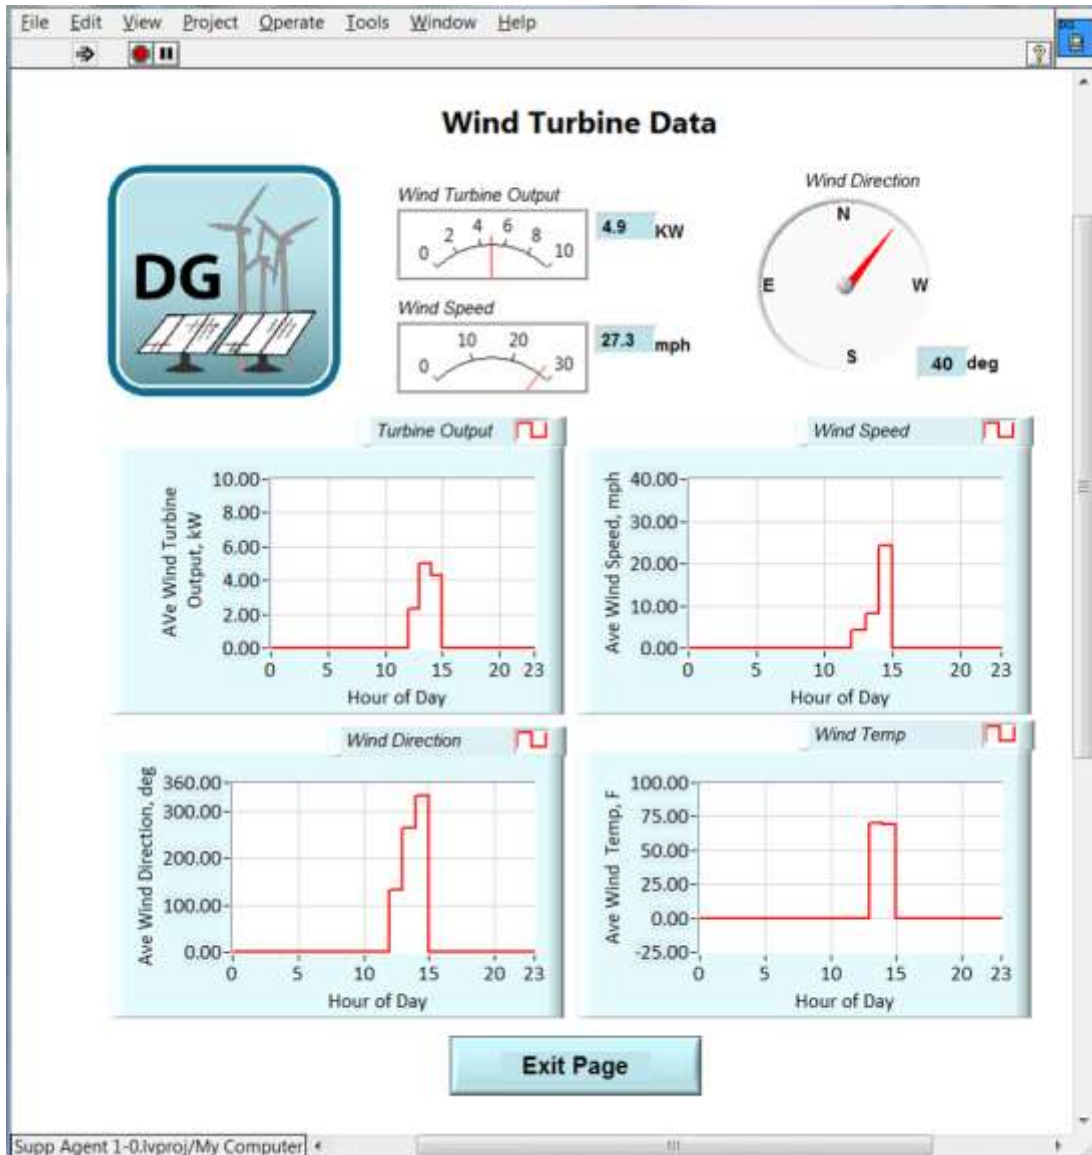 File Edit View Project Operate Tools Window Help
Wind Turbine Data
DG
Wind Turbine Output
0 2 4 6 8 10
4.9 KW
Wind Speed
0 10 20 30
27.3 mph
Wind Direction
N
E W
S
40 deg
Turbine Output
AVe Wind Turbine
Output, kW
10.00
8.00
6.00
4.00
2.00
0.00
0 5 10 15 20 23
Hour of Day
Wind Speed
Ave Wind Speed, mph
40.00
30.00
20.00
10.00
0.00
0 5 10 15 20 23
Hour of Day
Wind Direction
Ave Wind Direction, deg
360.00
300.00
200.00
100.00
0.00
0 5 10 15 20 23
Hour of Day
Wind Temp
Ave Wind Temp, F
100.00
75.00
50.00
25.00
0.00
-25.00
0 5 10 15 20 23
Hour of Day
Exit Page
Supp Agent 1-0.lvproj/My Computer